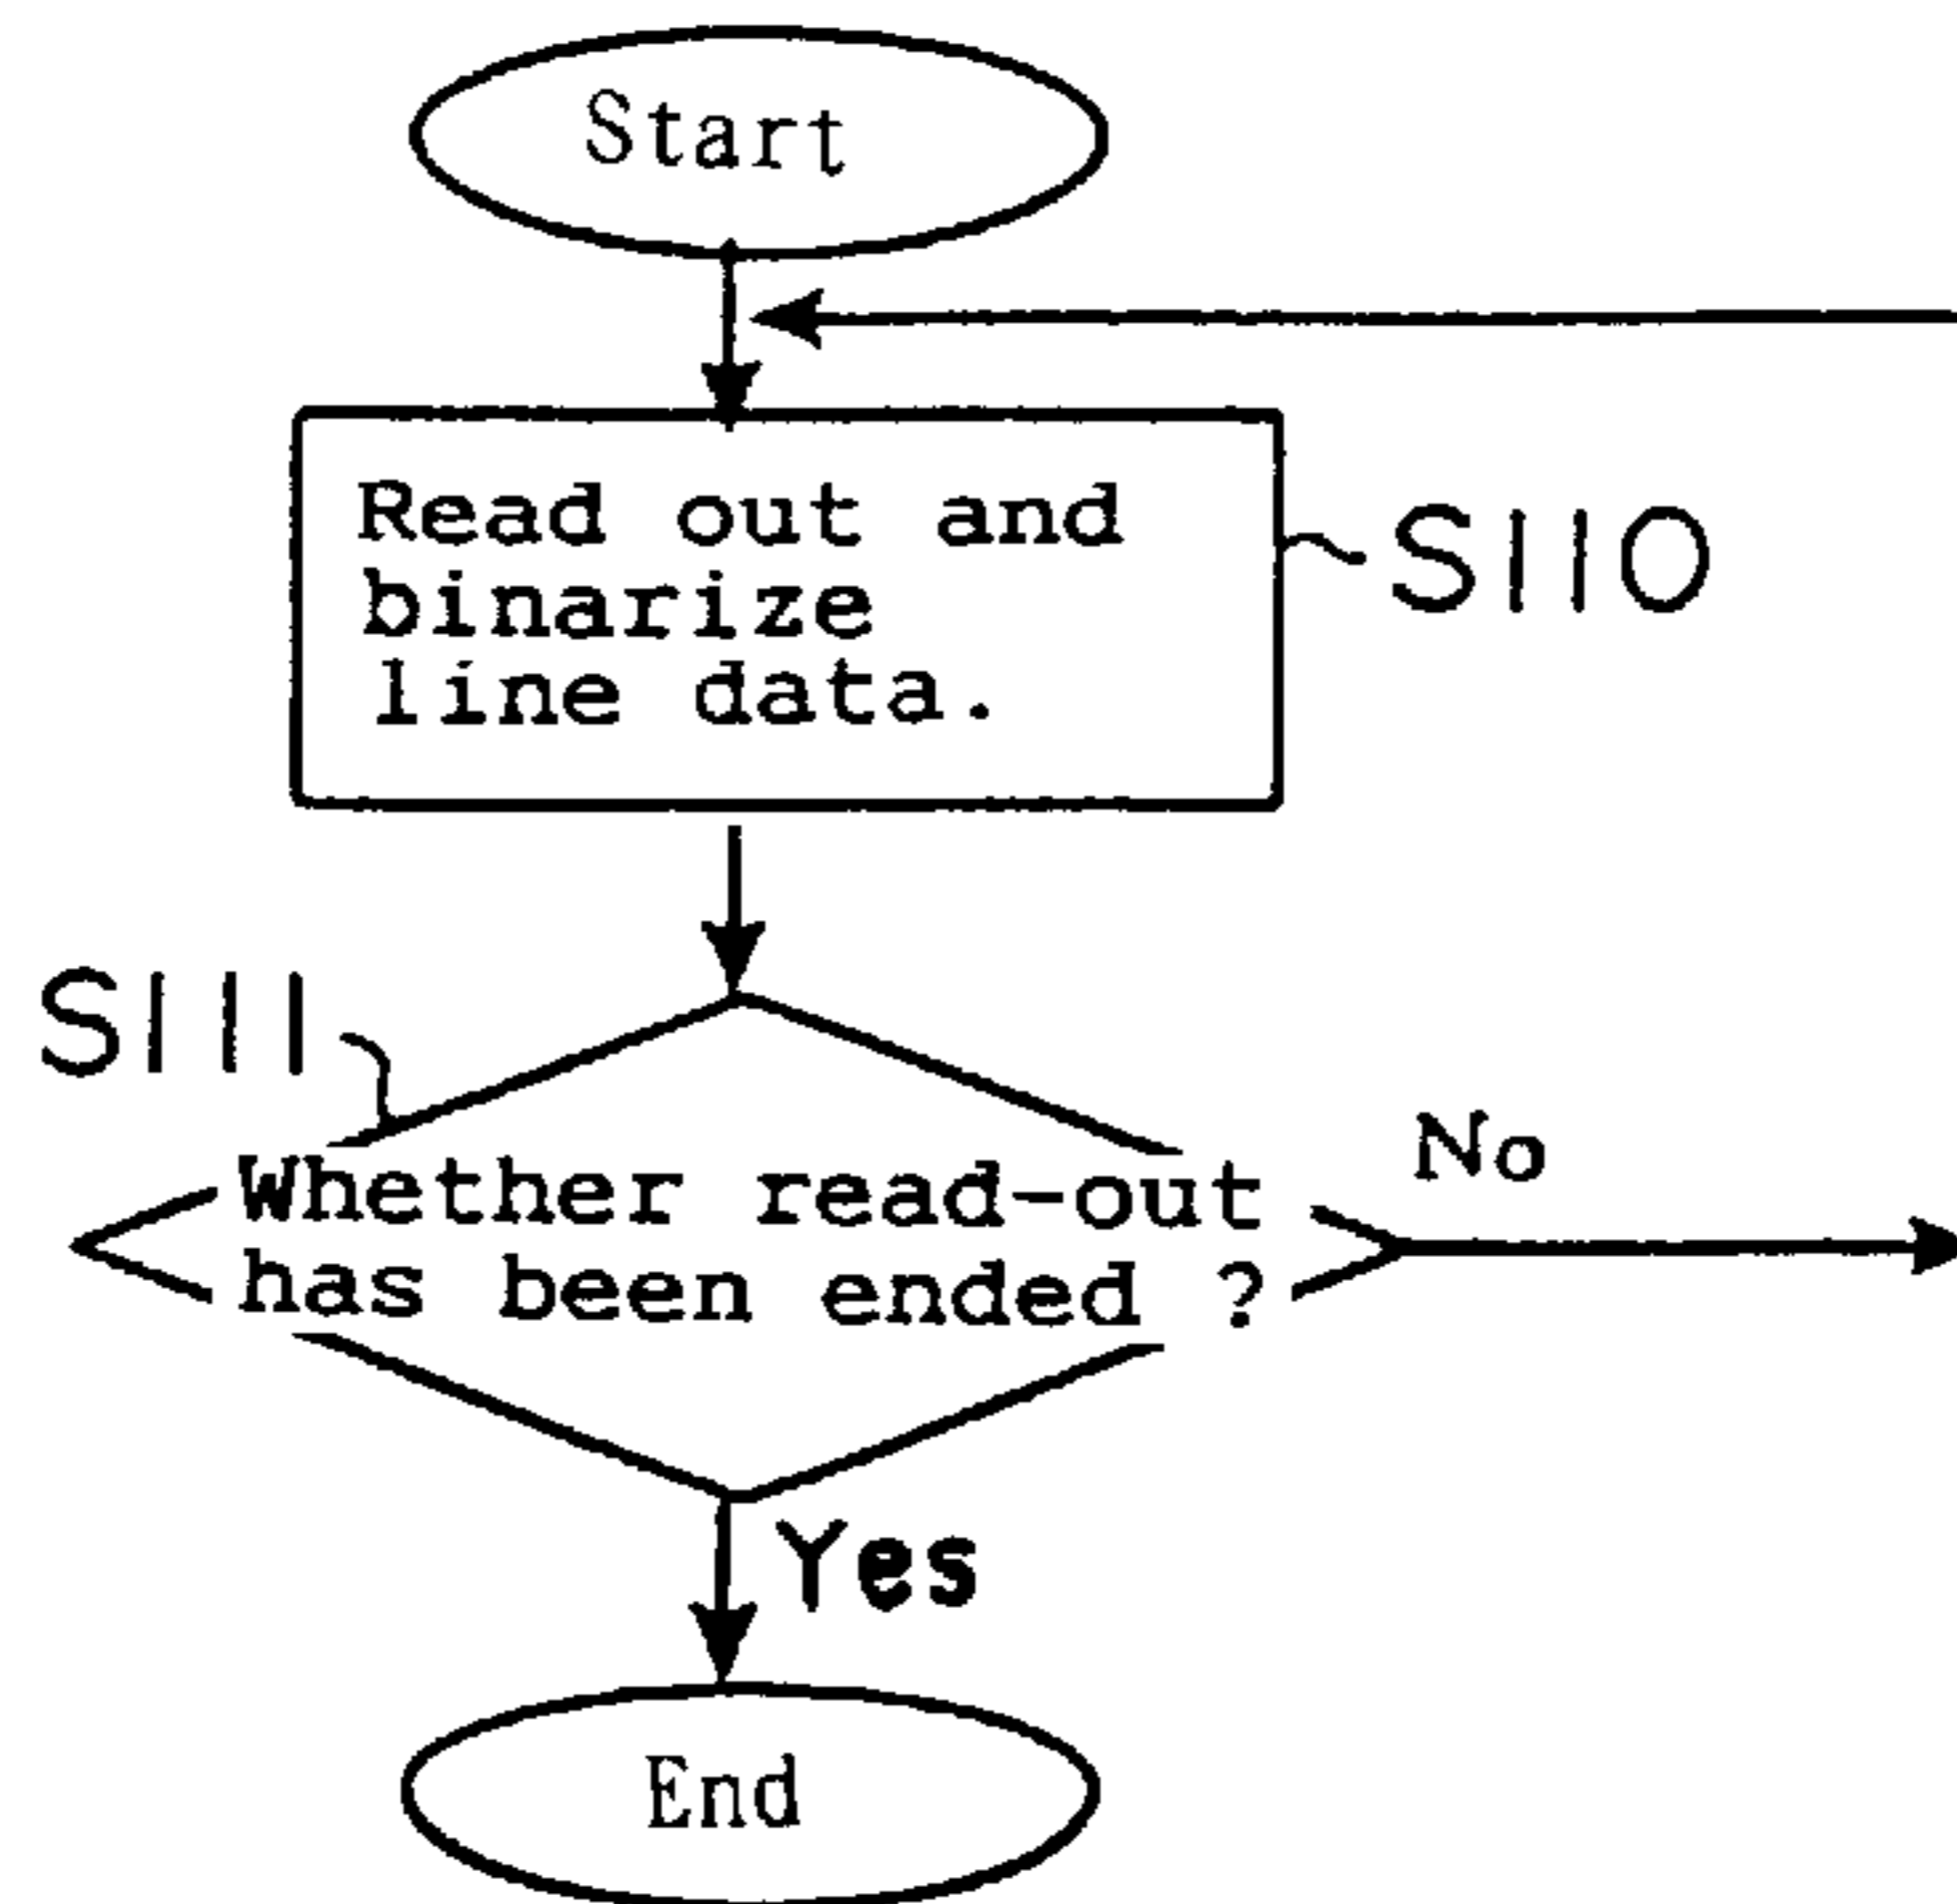 Start
Read out and
binarize
line data.
S110
S111
Whether read-out
has been ended ?
No
Yes
End